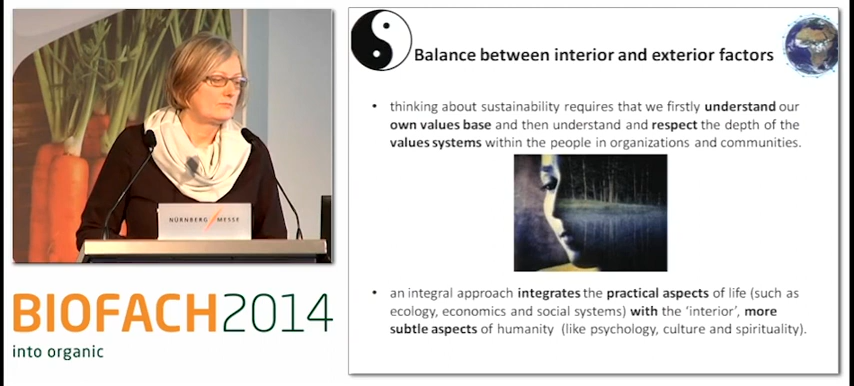 NÜRNBERG MESSE
BIOFACH2014
into organic
Balance between interior and exterior factors
• thinking about sustainability requires that we firstly understand our
own values base and then understand and respect the depth of the
values systems within the people in organizations and communities.
• an integral approach integrates the practical aspects of life (such as
ecology, economics and social systems) with the ‘interior’, more
subtle aspects of humanity (like psychology, culture and spirituality).